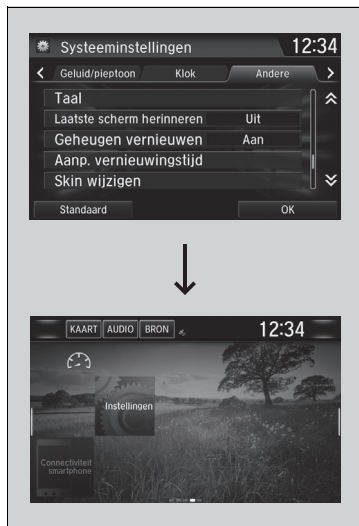 Systeeminstellingen 12:34
Geluid/pieptoon Klok Andere
Taal
Laatste scherm herinneren Uit
Geheugen vernieuwen Aan
Aanp. vernieuwingstijd
Skin wijzigen
Standaard OK
KAART AUDIO BRON 12:34
Instellingen
Connectiviteit
smartphone